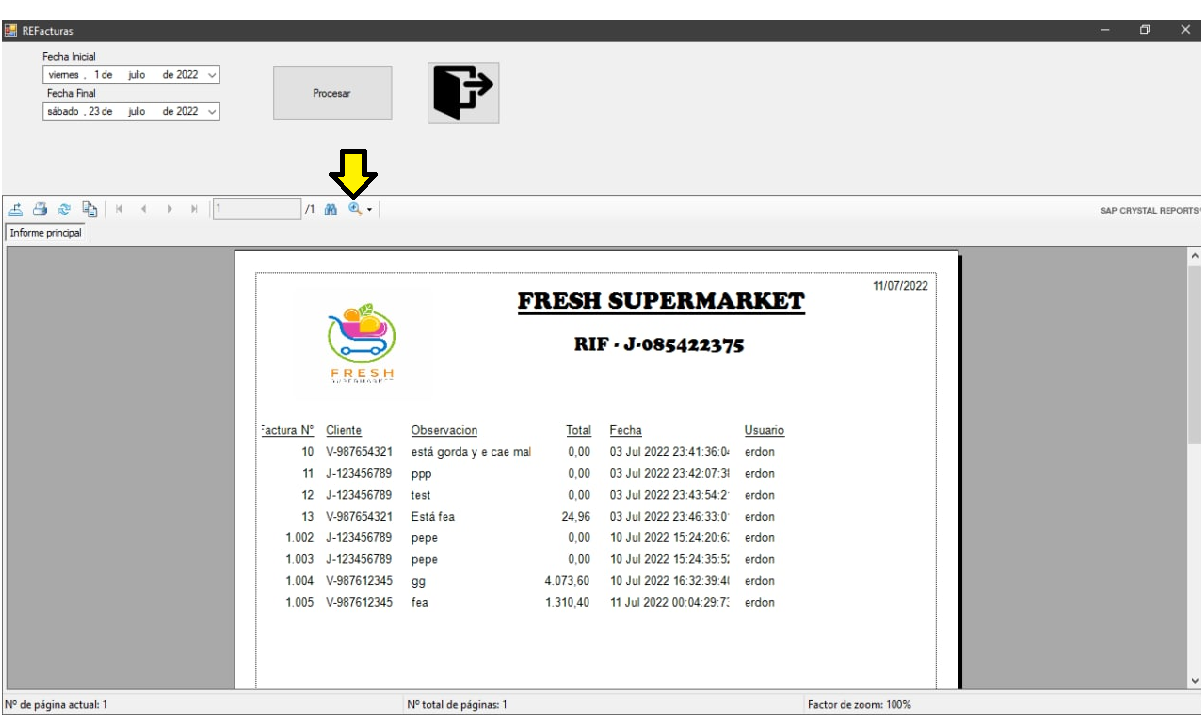 REFacturas
Fecha Inicial
viernes , 1 de julio de 2022
Fecha Final
sábado , 23 de julio de 2022
Procesar
1 /1
SAP CRYSTAL REPORTS®
Informe principal
11/07/2022
FRESH SUPERMARKET
RIF - J-085422375
FRESH
SUPERMARKET
Factura Nº Cliente Observacion Total Fecha Usuario
10 V-987654321 está gorda y e cae mal 0,00 03 Jul 2022 23:41:36:04 erdon
11 J-123456789 ppp 0,00 03 Jul 2022 23:42:07:38 erdon
12 J-123456789 test 0,00 03 Jul 2022 23:43:54:2 erdon
13 V-987654321 Está fea 24,96 03 Jul 2022 23:46:33:0 erdon
1.002 J-123456789 pepe 0,00 10 Jul 2022 15:24:20:6 erdon
1.003 J-123456789 pepe 0,00 10 Jul 2022 15:24:35:52 erdon
1.004 V-987612345 gg 4.073,60 10 Jul 2022 16:32:39:40 erdon
1.005 V-987612345 fea 1.310,40 11 Jul 2022 00:04:29:7 erdon
Nº de página actual: 1 Nº total de páginas: 1 Factor de zoom: 100%